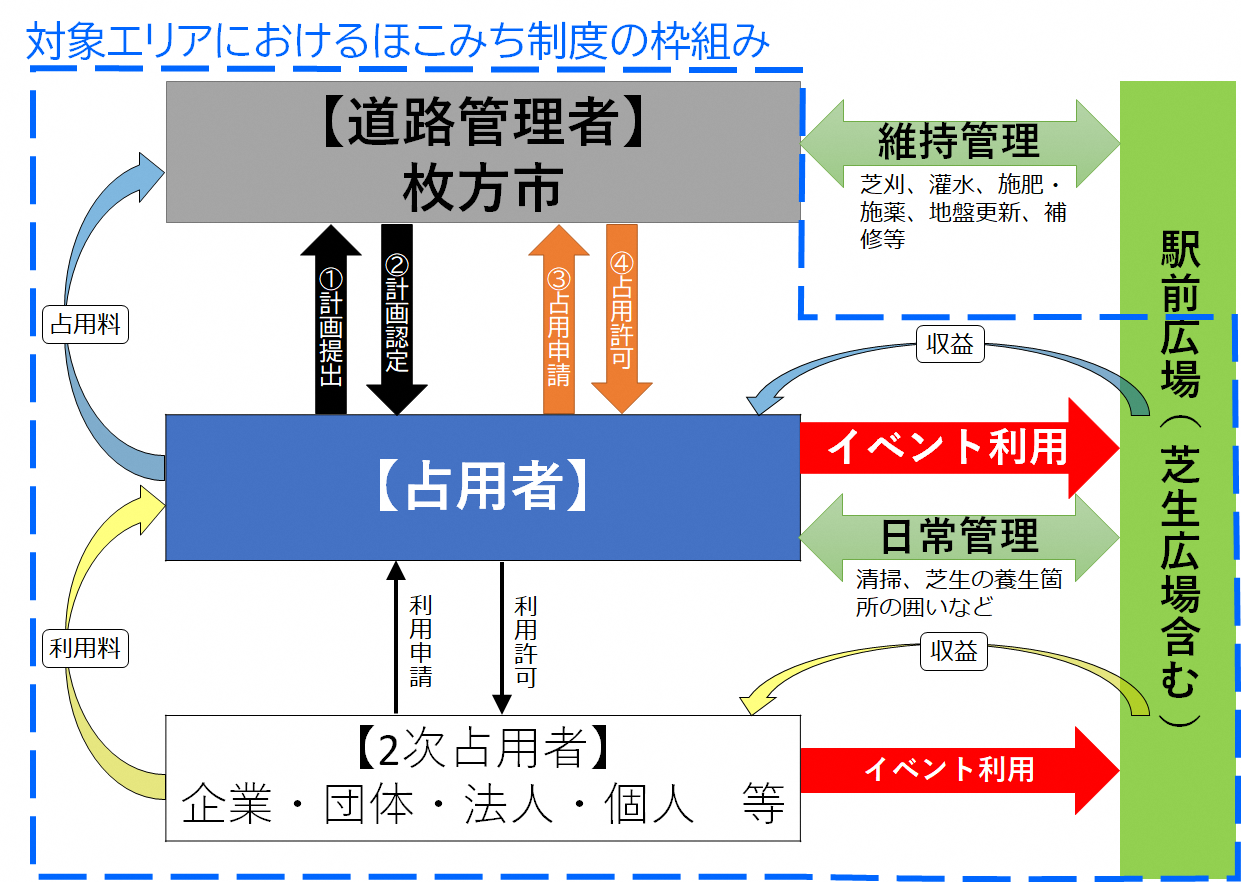 対象エリアにおけるほこみち制度の枠組み
【道路管理者】
枚方市
維持管理
芝刈、灌水、施肥・
施薬、地盤更新、補
修等
①計画提出
②計画認定
③占用申請
④占用許可
占用料
収益
【占用者】
イベント利用
日常管理
清掃、芝生の養生箇
所の囲いなど
利用申請
利用許可
利用料
収益
【2次占用者】
企業・団体・法人・個人　等
イベント利用
駅前広場（芝生広場含む）